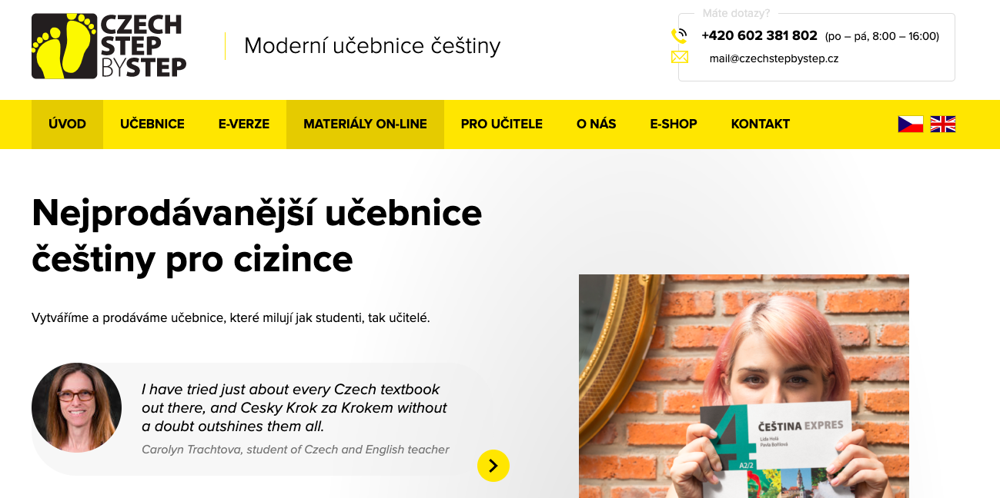 CZECH
STEP
BYSTEP
Moderní učebnice češtiny
Máte dotazy?
+420 602 381 802 (po – pá, 8:00 – 16:00)
mail@czechstepbystep.cz
ÚVOD UČEBNICE E-VERZE MATERIÁLY ON-LINE PRO UČITELE O NÁS E-SHOP KONTAKT
Nejprodávanější učebnice
češtiny pro cizince
Vytváříme a prodáváme učebnice, které milují jak studenti, tak učitelé.
I have tried just about every Czech textbook
out there, and Cesky Krok za Krokem without
a doubt outshines them all.
Carolyn Trachtova, student of Czech and English teacher
4
ČEŠTINA EXPRES
Lída Holá
Pavla Bořilová
A2/2